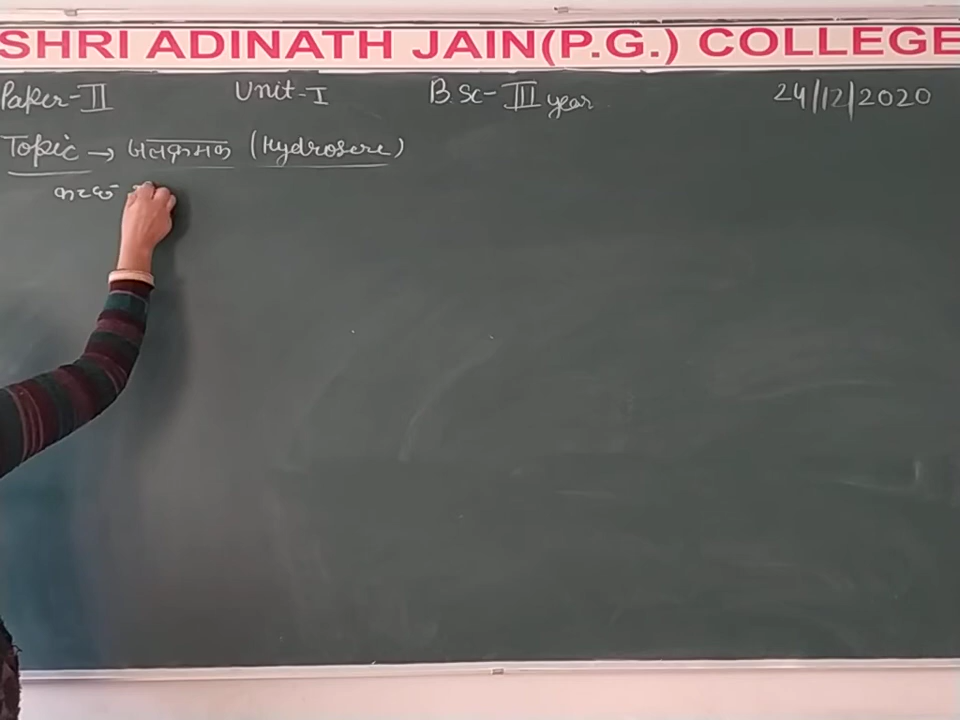 SHRI ADINATH JAIN(P.G.) COLLEGE
Paper-II Unit-I B.Sc-III year 24/12/2020
Topic → जलक्रमक (Hydrosere)